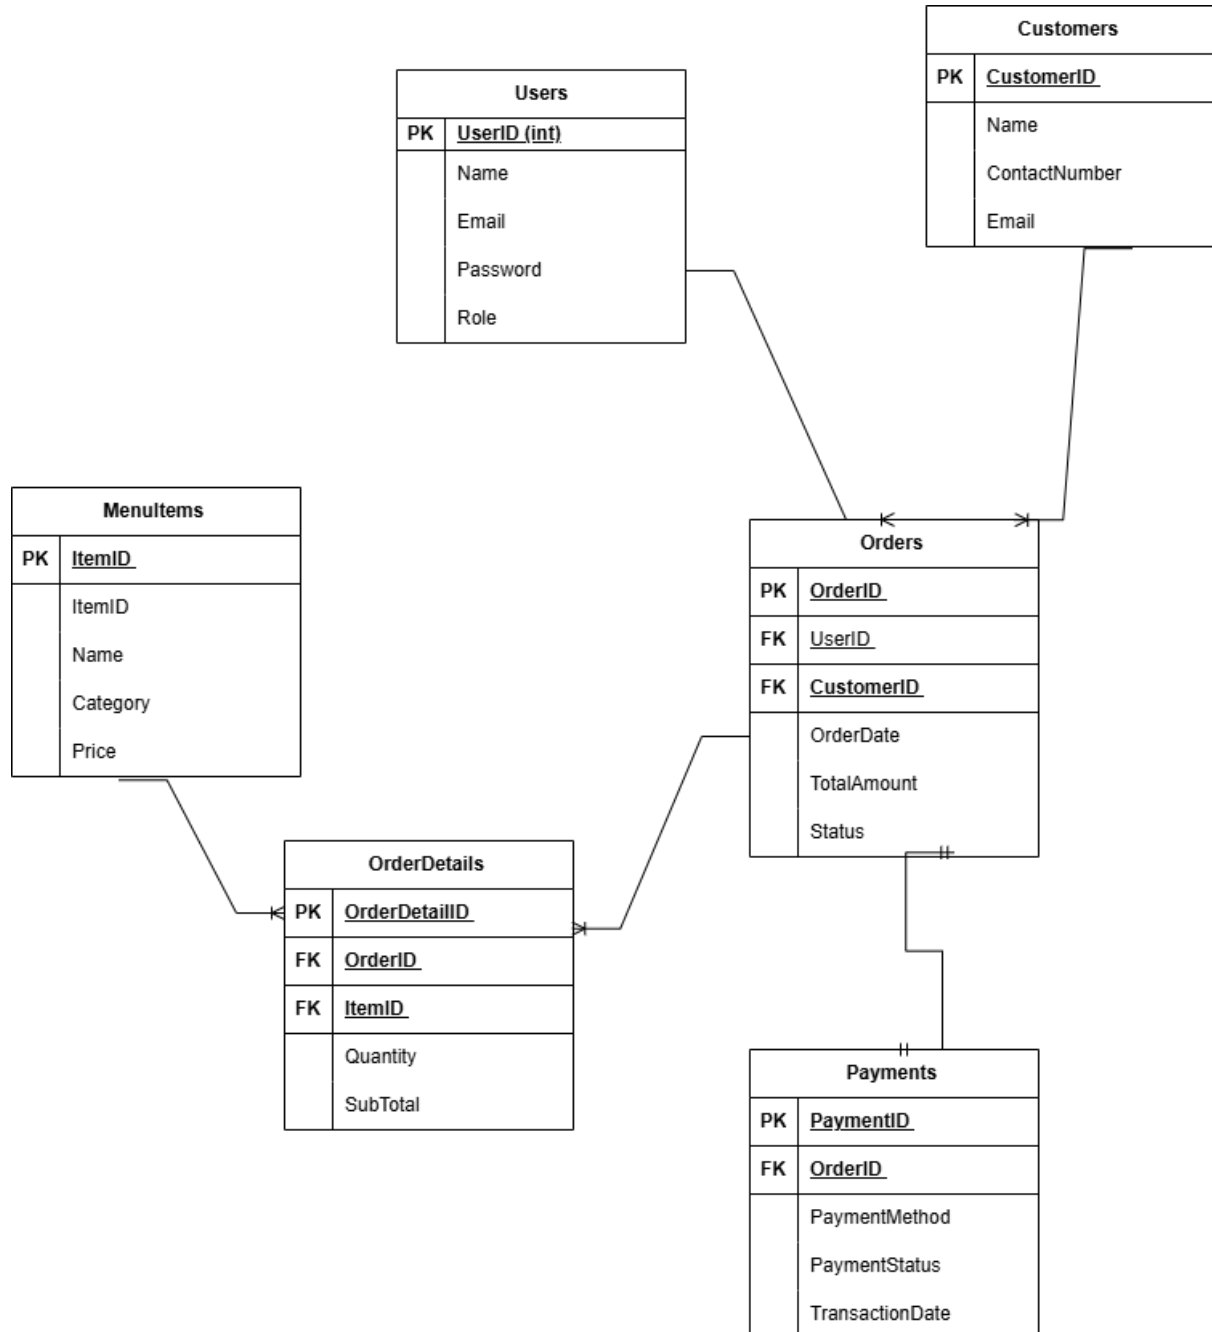 Customers
PK CustomerID
Name
ContactNumber
Email
Users
PK UserID (int)
Name
Email
Password
Role
MenuItems
PK ItemID
ItemID
Name
Category
Price
Orders
PK OrderID
FK UserID
FK CustomerID
OrderDate
TotalAmount
Status
OrderDetails
PK OrderDetailID
FK OrderID
FK ItemID
Quantity
SubTotal
Payments
PK PaymentID
FK OrderID
PaymentMethod
PaymentStatus
TransactionDate